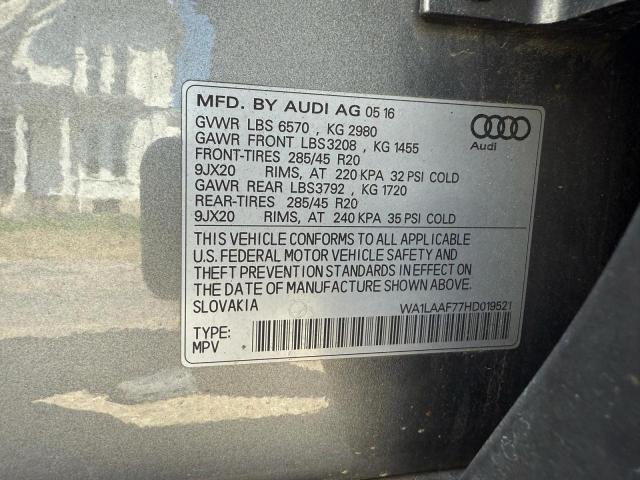 MFD. BY AUDI AG 05 16
GVWR LBS 6570 , KG 2980
GAWR FRONT LBS3208 , KG 1455
FRONT-TIRES 285/45 R20
9JX20 RIMS, AT 220 KPA 32 PSI COLD
GAWR REAR LBS3792 , KG 1720
REAR-TIRES 285/45 R20
9JX20 RIMS, AT 240 KPA 35 PSI COLD
Audi
THIS VEHICLE CONFORMS TO ALL APPLICABLE
U.S. FEDERAL MOTOR VEHICLE SAFETY AND
THEFT PREVENTION STANDARDS IN EFFECT ON
THE DATE OF MANUFACTURE SHOWN ABOVE.
SLOVAKIA WA1LAAF77HD019521
TYPE:
MPV